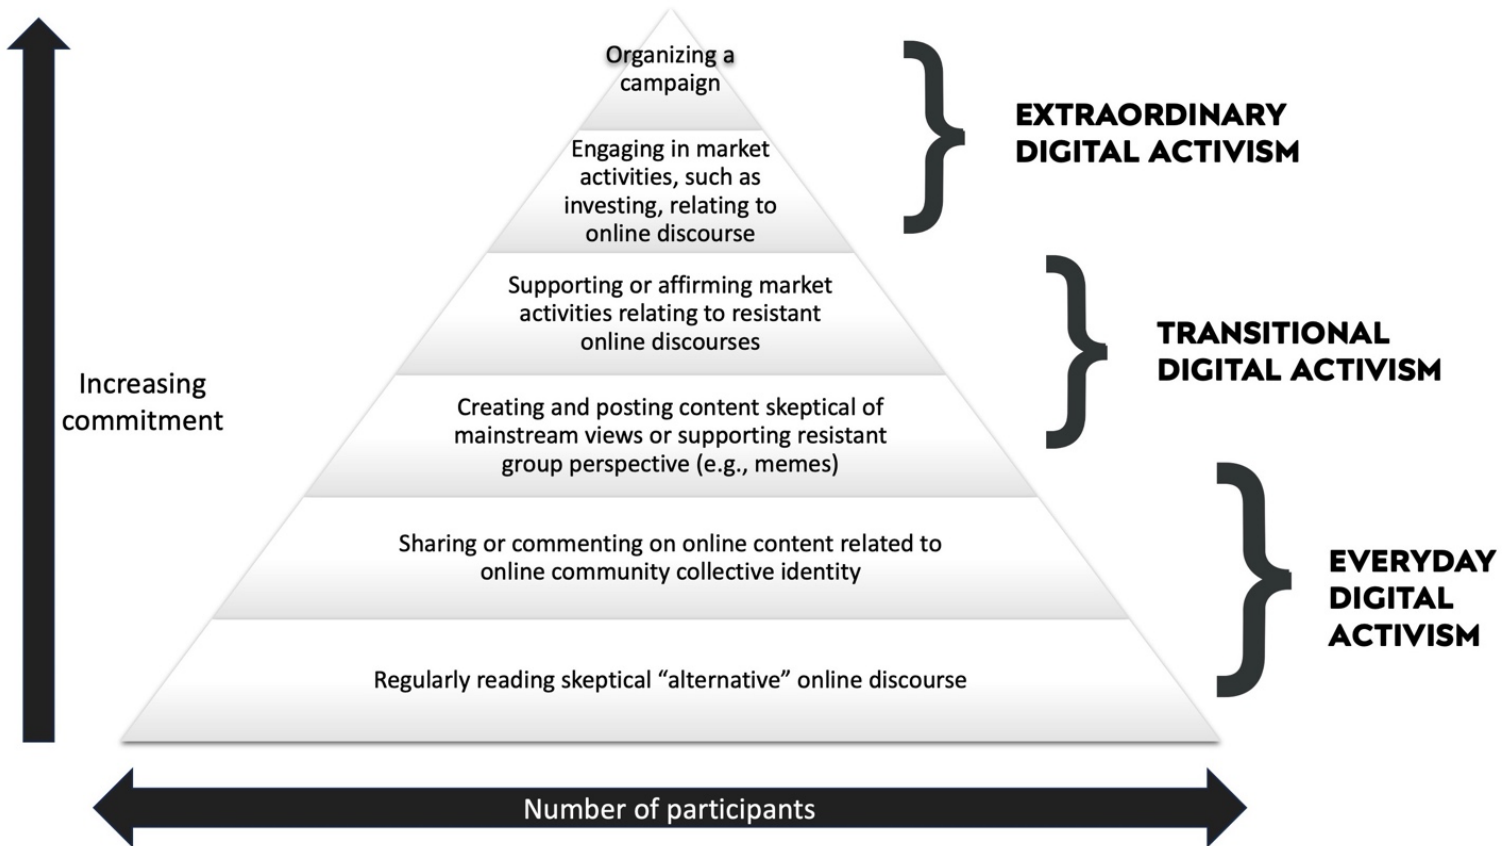 Organizing a
campaign
Engaging in market
activities, such as
investing, relating to
online discourse
EXTRAORDINARY
DIGITAL ACTIVISM
Supporting or affirming market
activities relating to resistant
online discourses
TRANSITIONAL
DIGITAL ACTIVISM
Increasing
commitment
Creating and posting content skeptical of
mainstream views or supporting resistant
group perspective (e.g., memes)
Sharing or commenting on online content related to
online community collective identity
EVERYDAY
DIGITAL
ACTIVISM
Regularly reading skeptical “alternative” online discourse
Number of participants